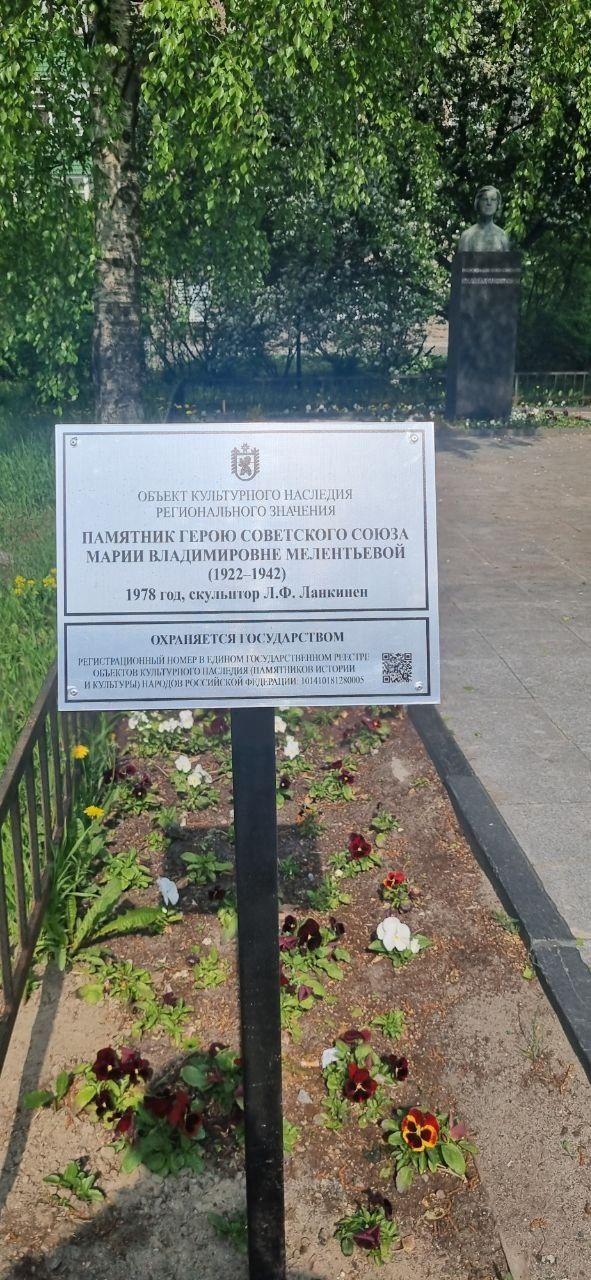 ОБЪЕКТ КУЛЬТУРНОГО НАСЛЕДИЯ
РЕГИОНАЛЬНОГО ЗНАЧЕНИЯ
ПАМЯТНИК ГЕРОЮ СОВЕТСКОГО СОЮЗА
МАРИИ ВЛАДИМИРОВНЕ МЕЛЕНТЬЕВОЙ
(1922–1942)
1978 год, скульптор Л.Ф. Ланкинен
ОХРАНЯЕТСЯ ГОСУДАРСТВОМ
РЕГИСТРАЦИОННЫЙ НОМЕР В ЕДИНОМ ГОСУДАРСТВЕННОМ РЕЕСТРЕ
ОБЪЕКТОВ КУЛЬТУРНОГО НАСЛЕДИЯ (ПАМЯТНИКОВ ИСТОРИИ
И КУЛЬТУРЫ) НАРОДОВ РОССИЙСКОЙ ФЕДЕРАЦИИ: 101410181280005